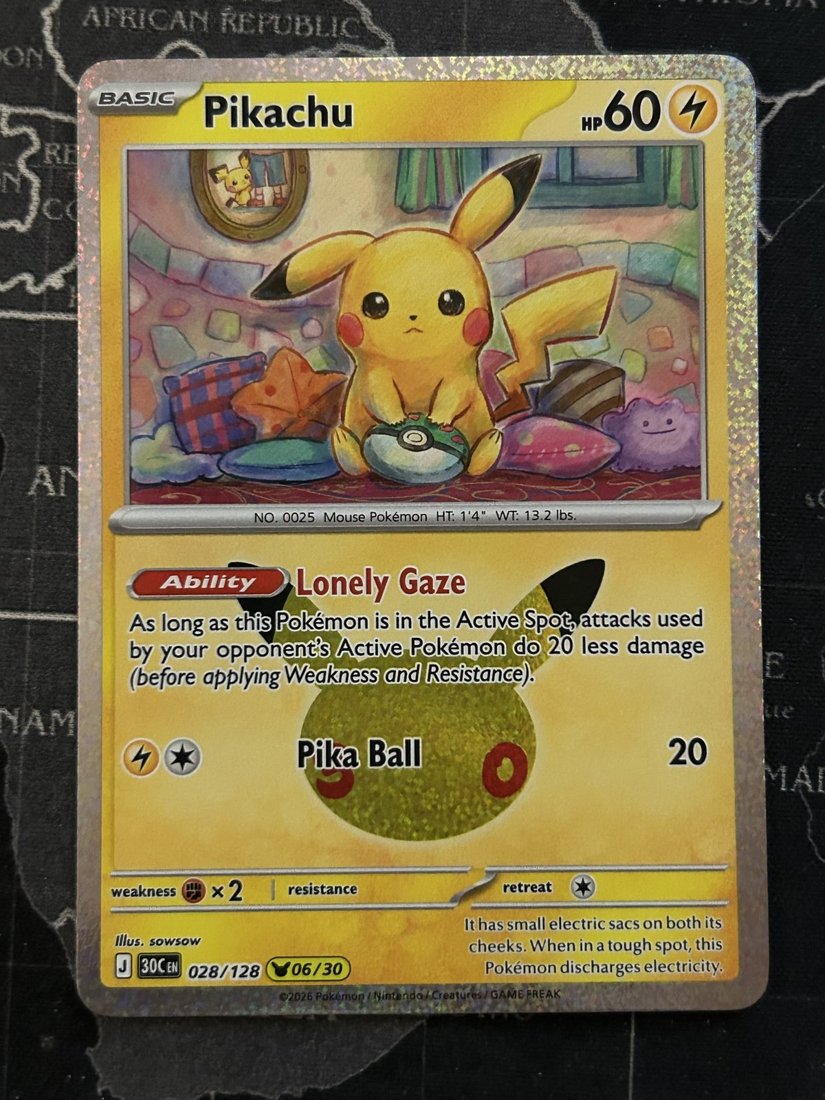 AFRICAN REPUBLIC
BASIC
Pikachu
HP 60
NO. 0025 Mouse Pokémon HT: 1'4" WT: 13.2 lbs.
Ability Lonely Gaze
As long as this Pokémon is in the Active Spot, attacks used
by your opponent's Active Pokémon do 20 less damage
(before applying Weakness and Resistance).
Pika Ball 20
30
weakness ×2 resistance retreat
It has small electric sacs on both its
cheeks. When in a tough spot, this
Pokémon discharges electricity.
Illus. sowsow
J 30C EN 028/128 06/30
©2026 Pokémon / Nintendo / Creatures / GAME FREAK